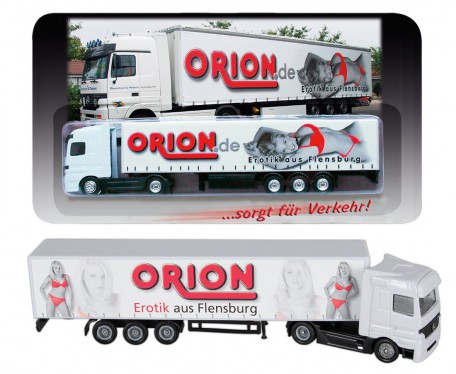 ORION.de
Erotik aus Flensburg
ORION.de
Erotik aus Flensburg
...sorgt für Verkehr!
ORION
Erotik aus Flensburg